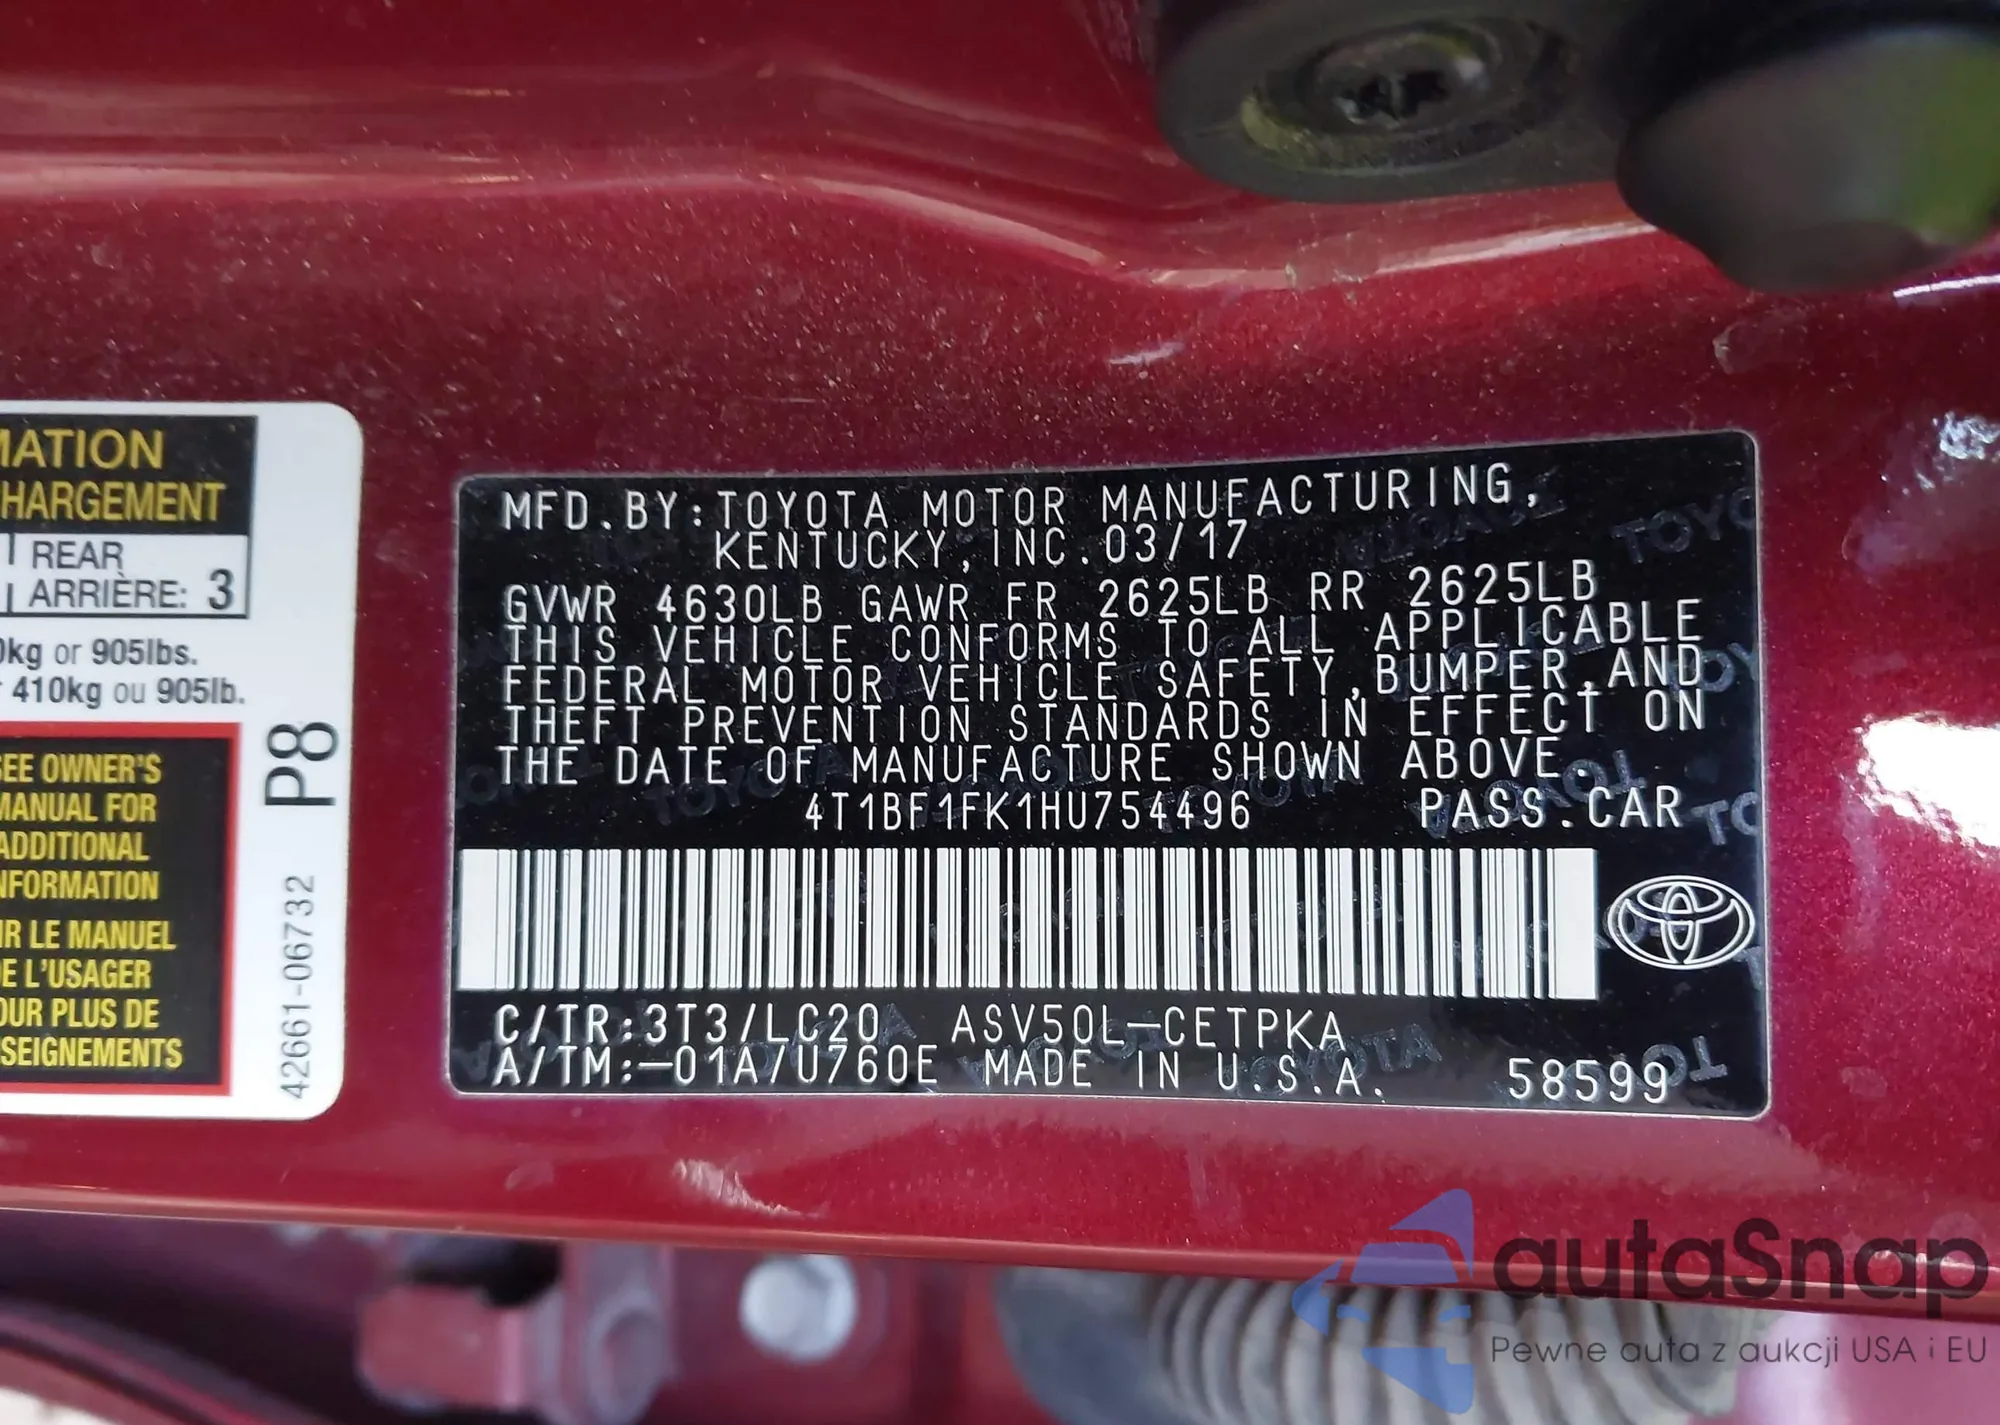 MATION
HARGEMENT
REAR
ARRIÈRE: 3
0kg or 905lbs.
410kg ou 905lb.
SEE OWNER'S
MANUAL FOR
ADDITIONAL
NFORMATION
IR LE MANUEL
E L'USAGER
OUR PLUS DE
SEIGNEMENTS
P8
42661-06732
MFD.BY:TOYOTA MOTOR MANUFACTURING,
KENTUCKY,INC.03/17
GVWR 4630LB GAWR FR 2625LB RR 2625LB
THIS VEHICLE CONFORMS TO ALL APPLICABLE
FEDERAL MOTOR VEHICLE SAFETY,BUMPER,AND
THEFT PREVENTION STANDARDS IN EFFECT ON
THE DATE OF MANUFACTURE SHOWN ABOVE.
4T1BF1FK1HU754496 PASS.CAR
C/TR:3T3/LC20 ASV50L-CETPKA
A/TM:-01A/U760E MADE IN U.S.A. 58599
autaSnap
Pewne auta z aukcji USA i EU